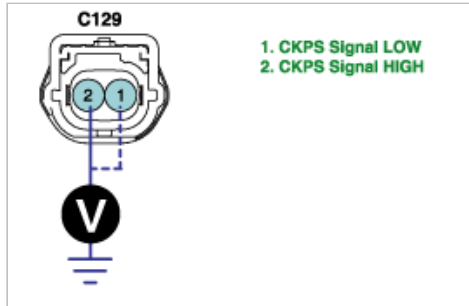 C129
1. CKPS Signal LOW
2. CKPS Signal HIGH
2 1
V